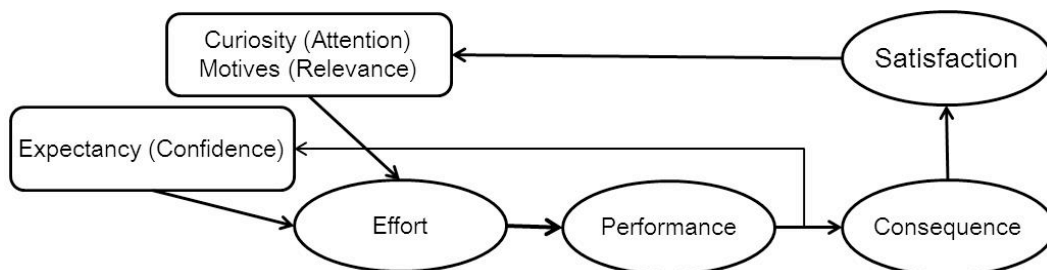 Curiosity (Attention)
Motives (Relevance)
Satisfaction
Expectancy (Confidence)
Effort
Performance
Consequence